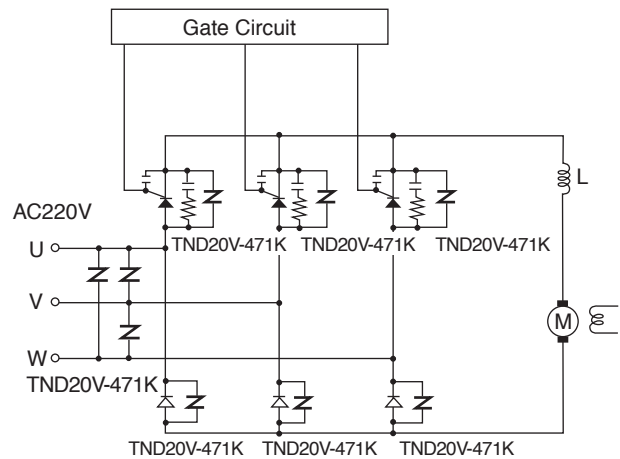 Gate Circuit
L
AC220V
TND20V-471K TND20V-471K TND20V-471K
U
V
M
W
TND20V-471K
TND20V-471K TND20V-471K TND20V-471K